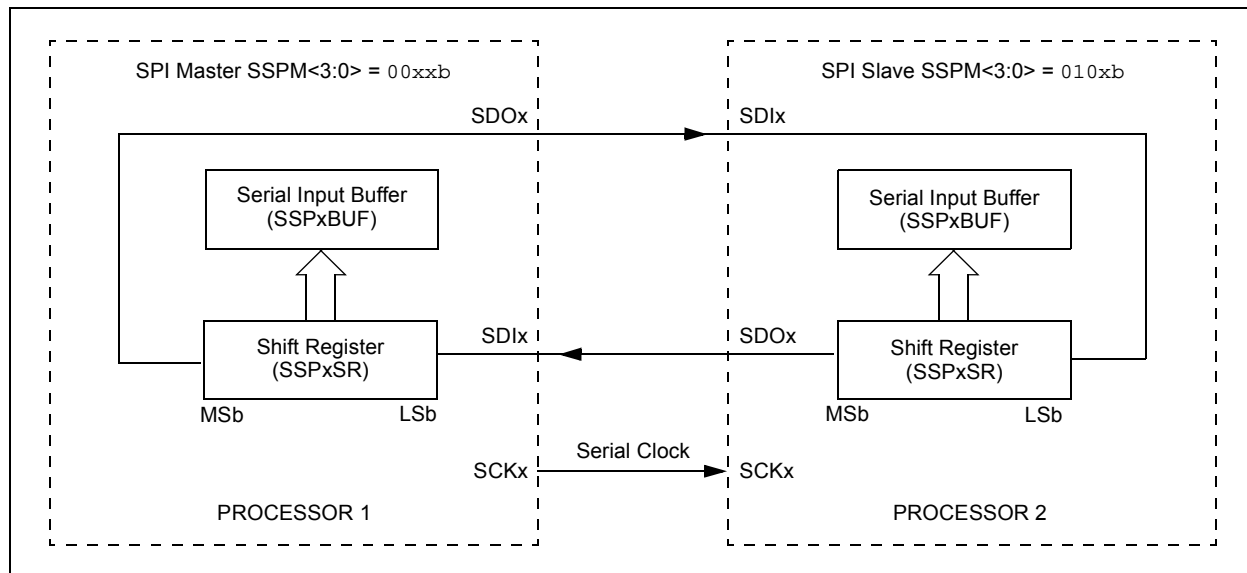 SPI Master SSPM<3:0> = 00xxb
SDOx
Serial Input Buffer
(SSPxBUF)
SDIx
Shift Register
(SSPxSR)
MSb
LSb
SCKx
PROCESSOR 1
Serial Clock
SPI Slave SSPM<3:0> = 010xb
SDIx
Serial Input Buffer
(SSPxBUF)
SDOx
Shift Register
(SSPxSR)
MSb
LSb
SCKx
PROCESSOR 2